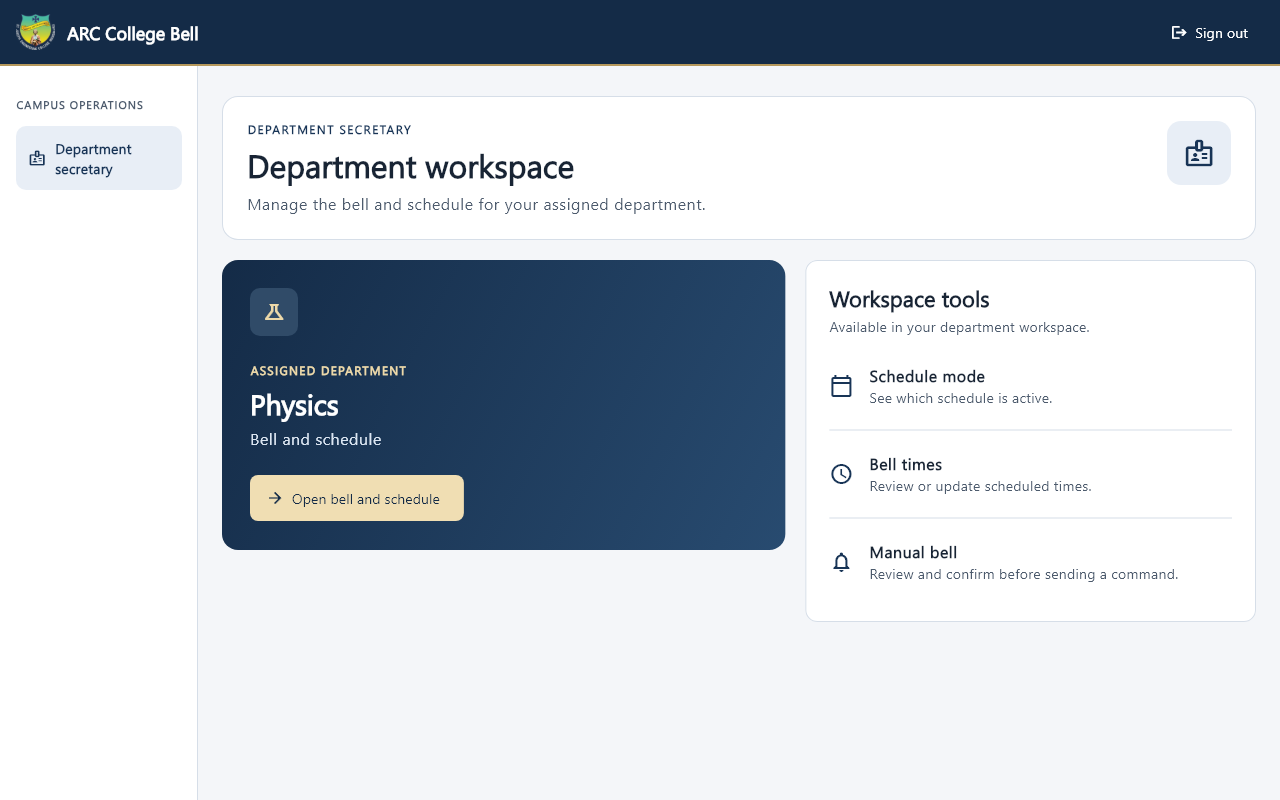 ARC College Bell
Sign out
CAMPUS OPERATIONS
Department
secretary
DEPARTMENT SECRETARY
Department workspace
Manage the bell and schedule for your assigned department.
ASSIGNED DEPARTMENT
Physics
Bell and schedule
Open bell and schedule
Workspace tools
Available in your department workspace.
Schedule mode
See which schedule is active.
Bell times
Review or update scheduled times.
Manual bell
Review and confirm before sending a command.